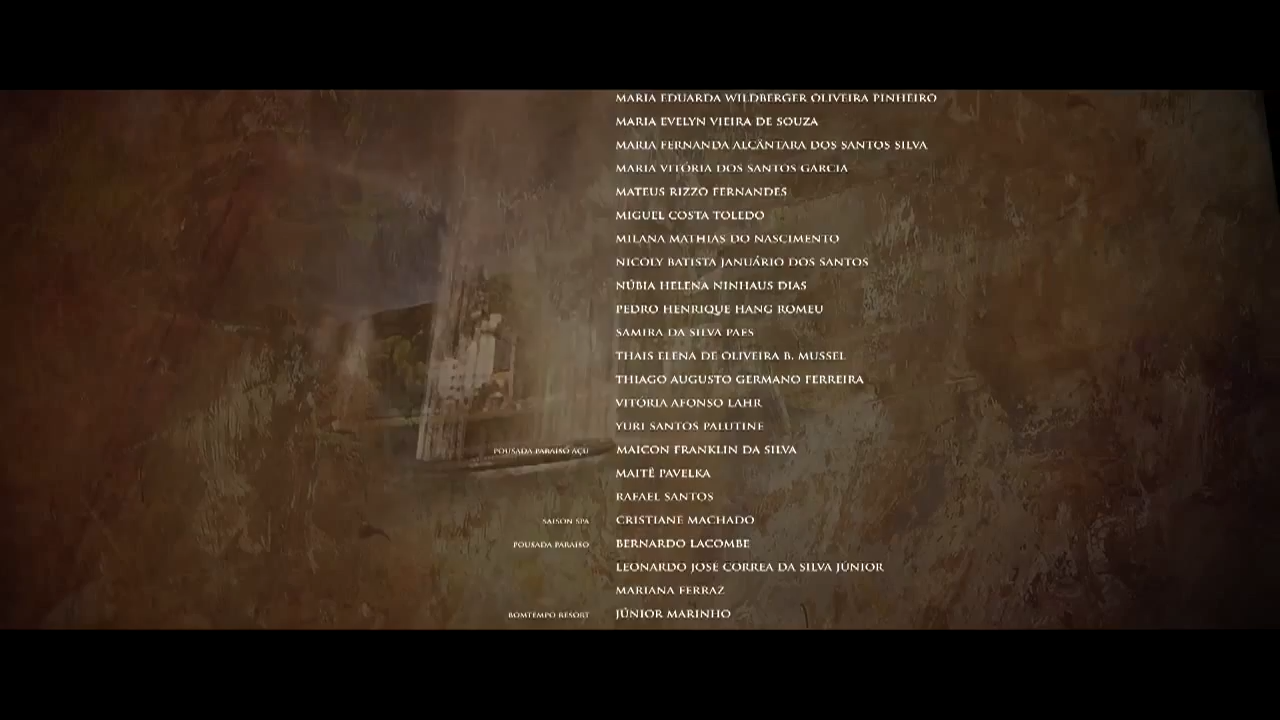 MARIA EDUARDA WILDBERGER OLIVEIRA PINHEIRO
MARIA EVELYN VIEIRA DE SOUZA
MARIA FERNANDA ALCÂNTARA DOS SANTOS SILVA
MARIA VITÓRIA DOS SANTOS GARCIA
MATEUS RIZZO FERNANDES
MIGUEL COSTA TOLEDO
MILANA MATHIAS DO NASCIMENTO
NICOLY BATISTA JANUÁRIO DOS SANTOS
NÚBIA HELENA NINHAUS DIAS
PEDRO HENRIQUE HANG ROMEU
SAMIRA DA SILVA PAES
THAIS ELENA DE OLIVEIRA B. MUSSEL
THIAGO AUGUSTO GERMANO FERREIRA
VITÓRIA AFONSO LAHR
YURI SANTOS PALUTINE
POUSADA PARAISO AÇU MAICON FRANKLIN DA SILVA
MAITÊ PAVELKA
RAFAEL SANTOS
SAISON SPA CRISTIANE MACHADO
POUSADA PARAISO BERNARDO LACOMBE
LEONARDO JOSÉ CORREA DA SILVA JÚNIOR
MARIANA FERRAZ
BOMTEMPO RESORT JÚNIOR MARINHO